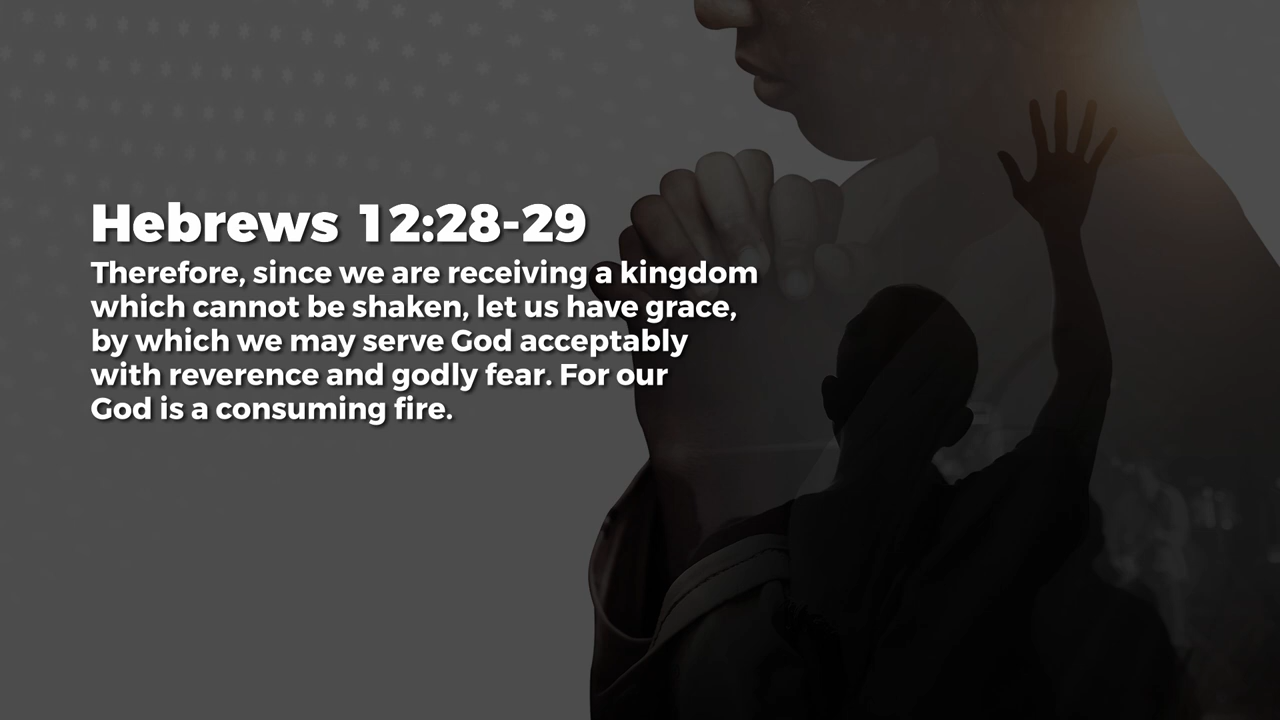 Hebrews 12:28-29
Therefore, since we are receiving a kingdom
which cannot be shaken, let us have grace,
by which we may serve God acceptably
with reverence and godly fear. For our
God is a consuming fire.